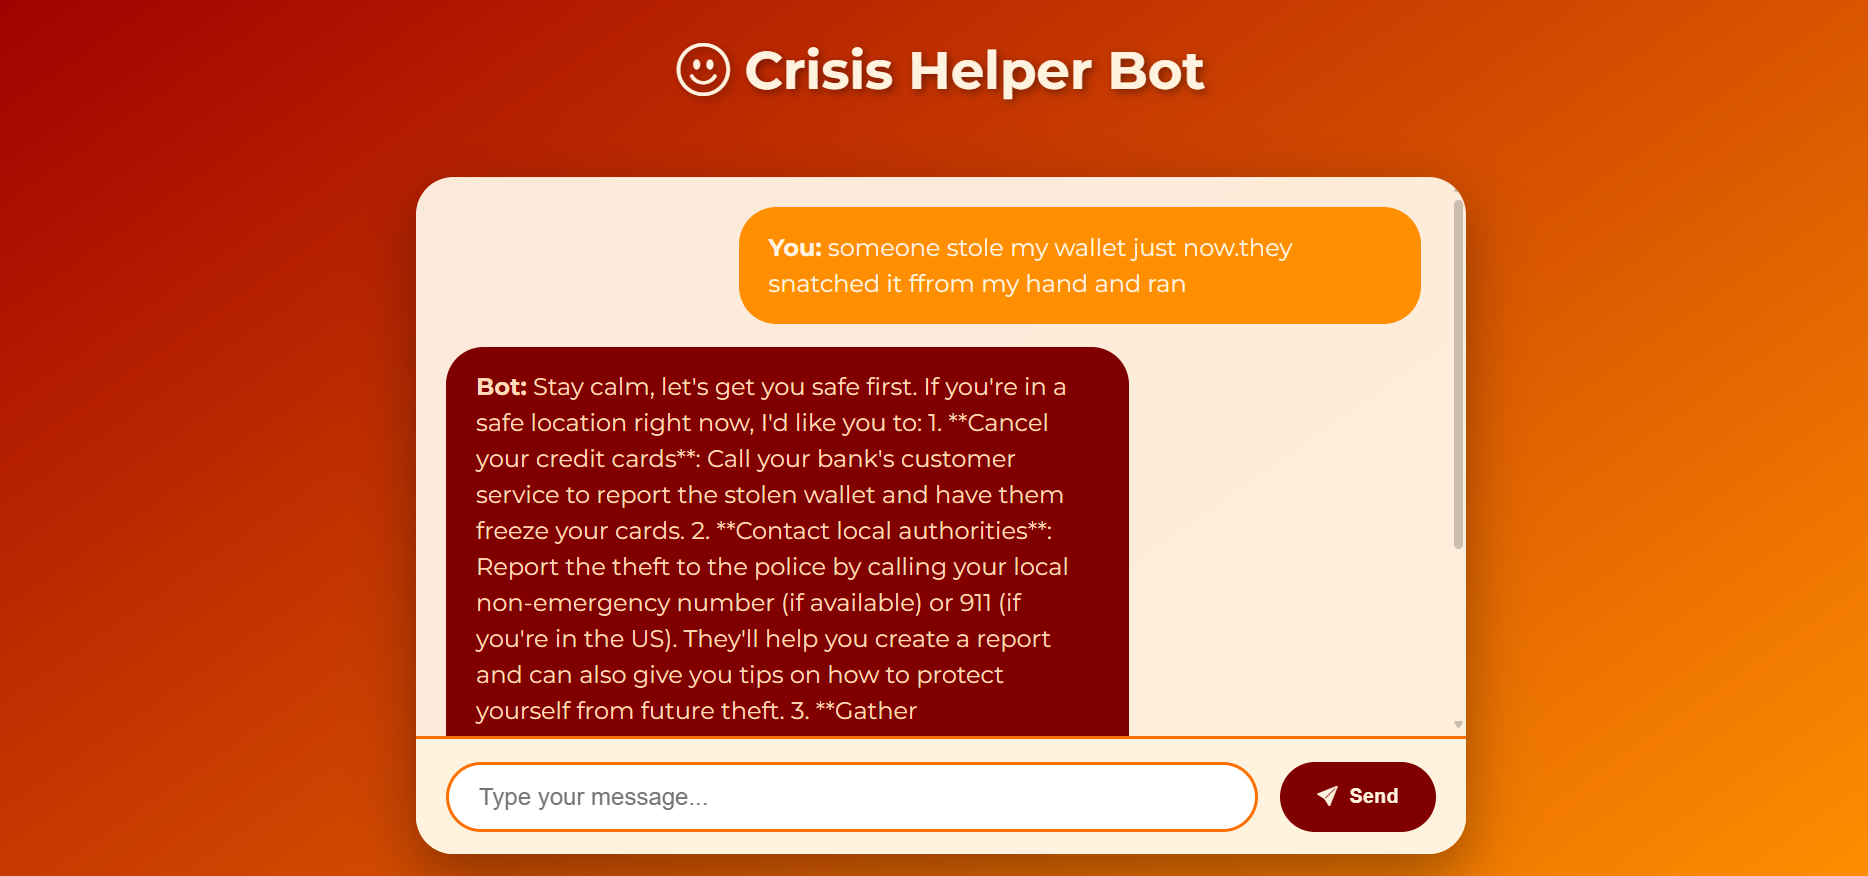 Crisis Helper Bot
You: someone stole my wallet just now.they
snatched it ffrom my hand and ran
Bot: Stay calm, let's get you safe first. If you're in a
safe location right now, I'd like you to: 1. **Cancel
your credit cards**: Call your bank's customer
service to report the stolen wallet and have them
freeze your cards. 2. **Contact local authorities**:
Report the theft to the police by calling your local
non-emergency number (if available) or 911 (if
you're in the US). They'll help you create a report
and can also give you tips on how to protect
yourself from future theft. 3. **Gather
Type your message...
Send